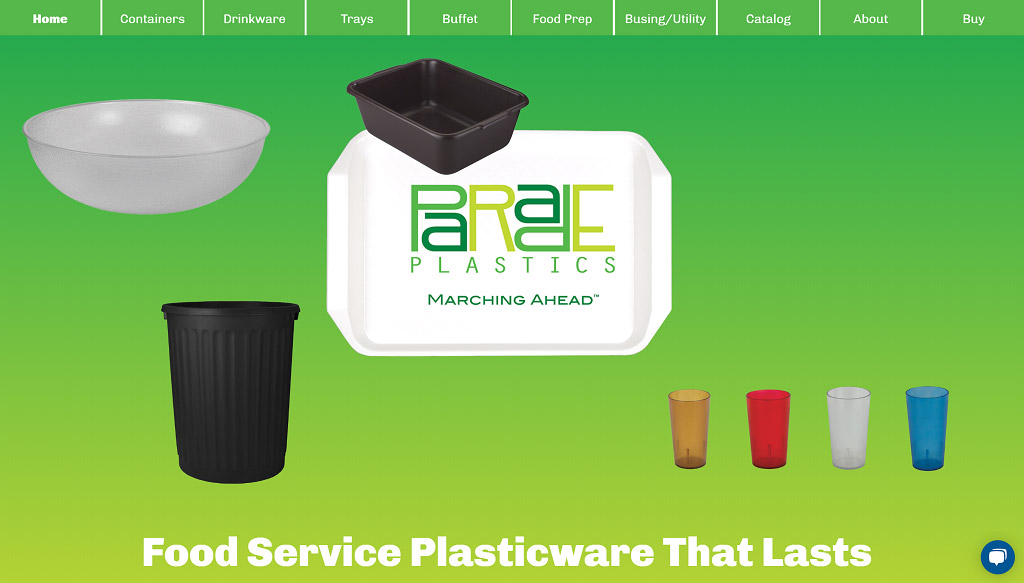 Home Containers Drinkware Trays Buffet Food Prep Busing/Utility Catalog About Buy
ParadE
PLASTICS
Marching Ahead™
Food Service Plasticware That Lasts